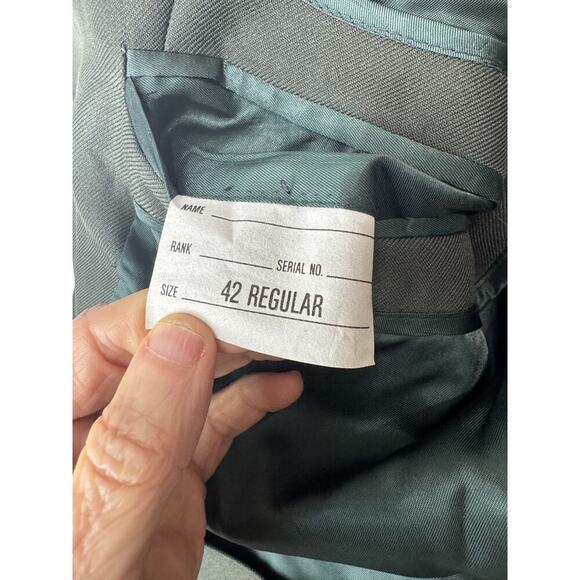 NAME
RANK SERIAL NO.
SIZE 42 REGULAR